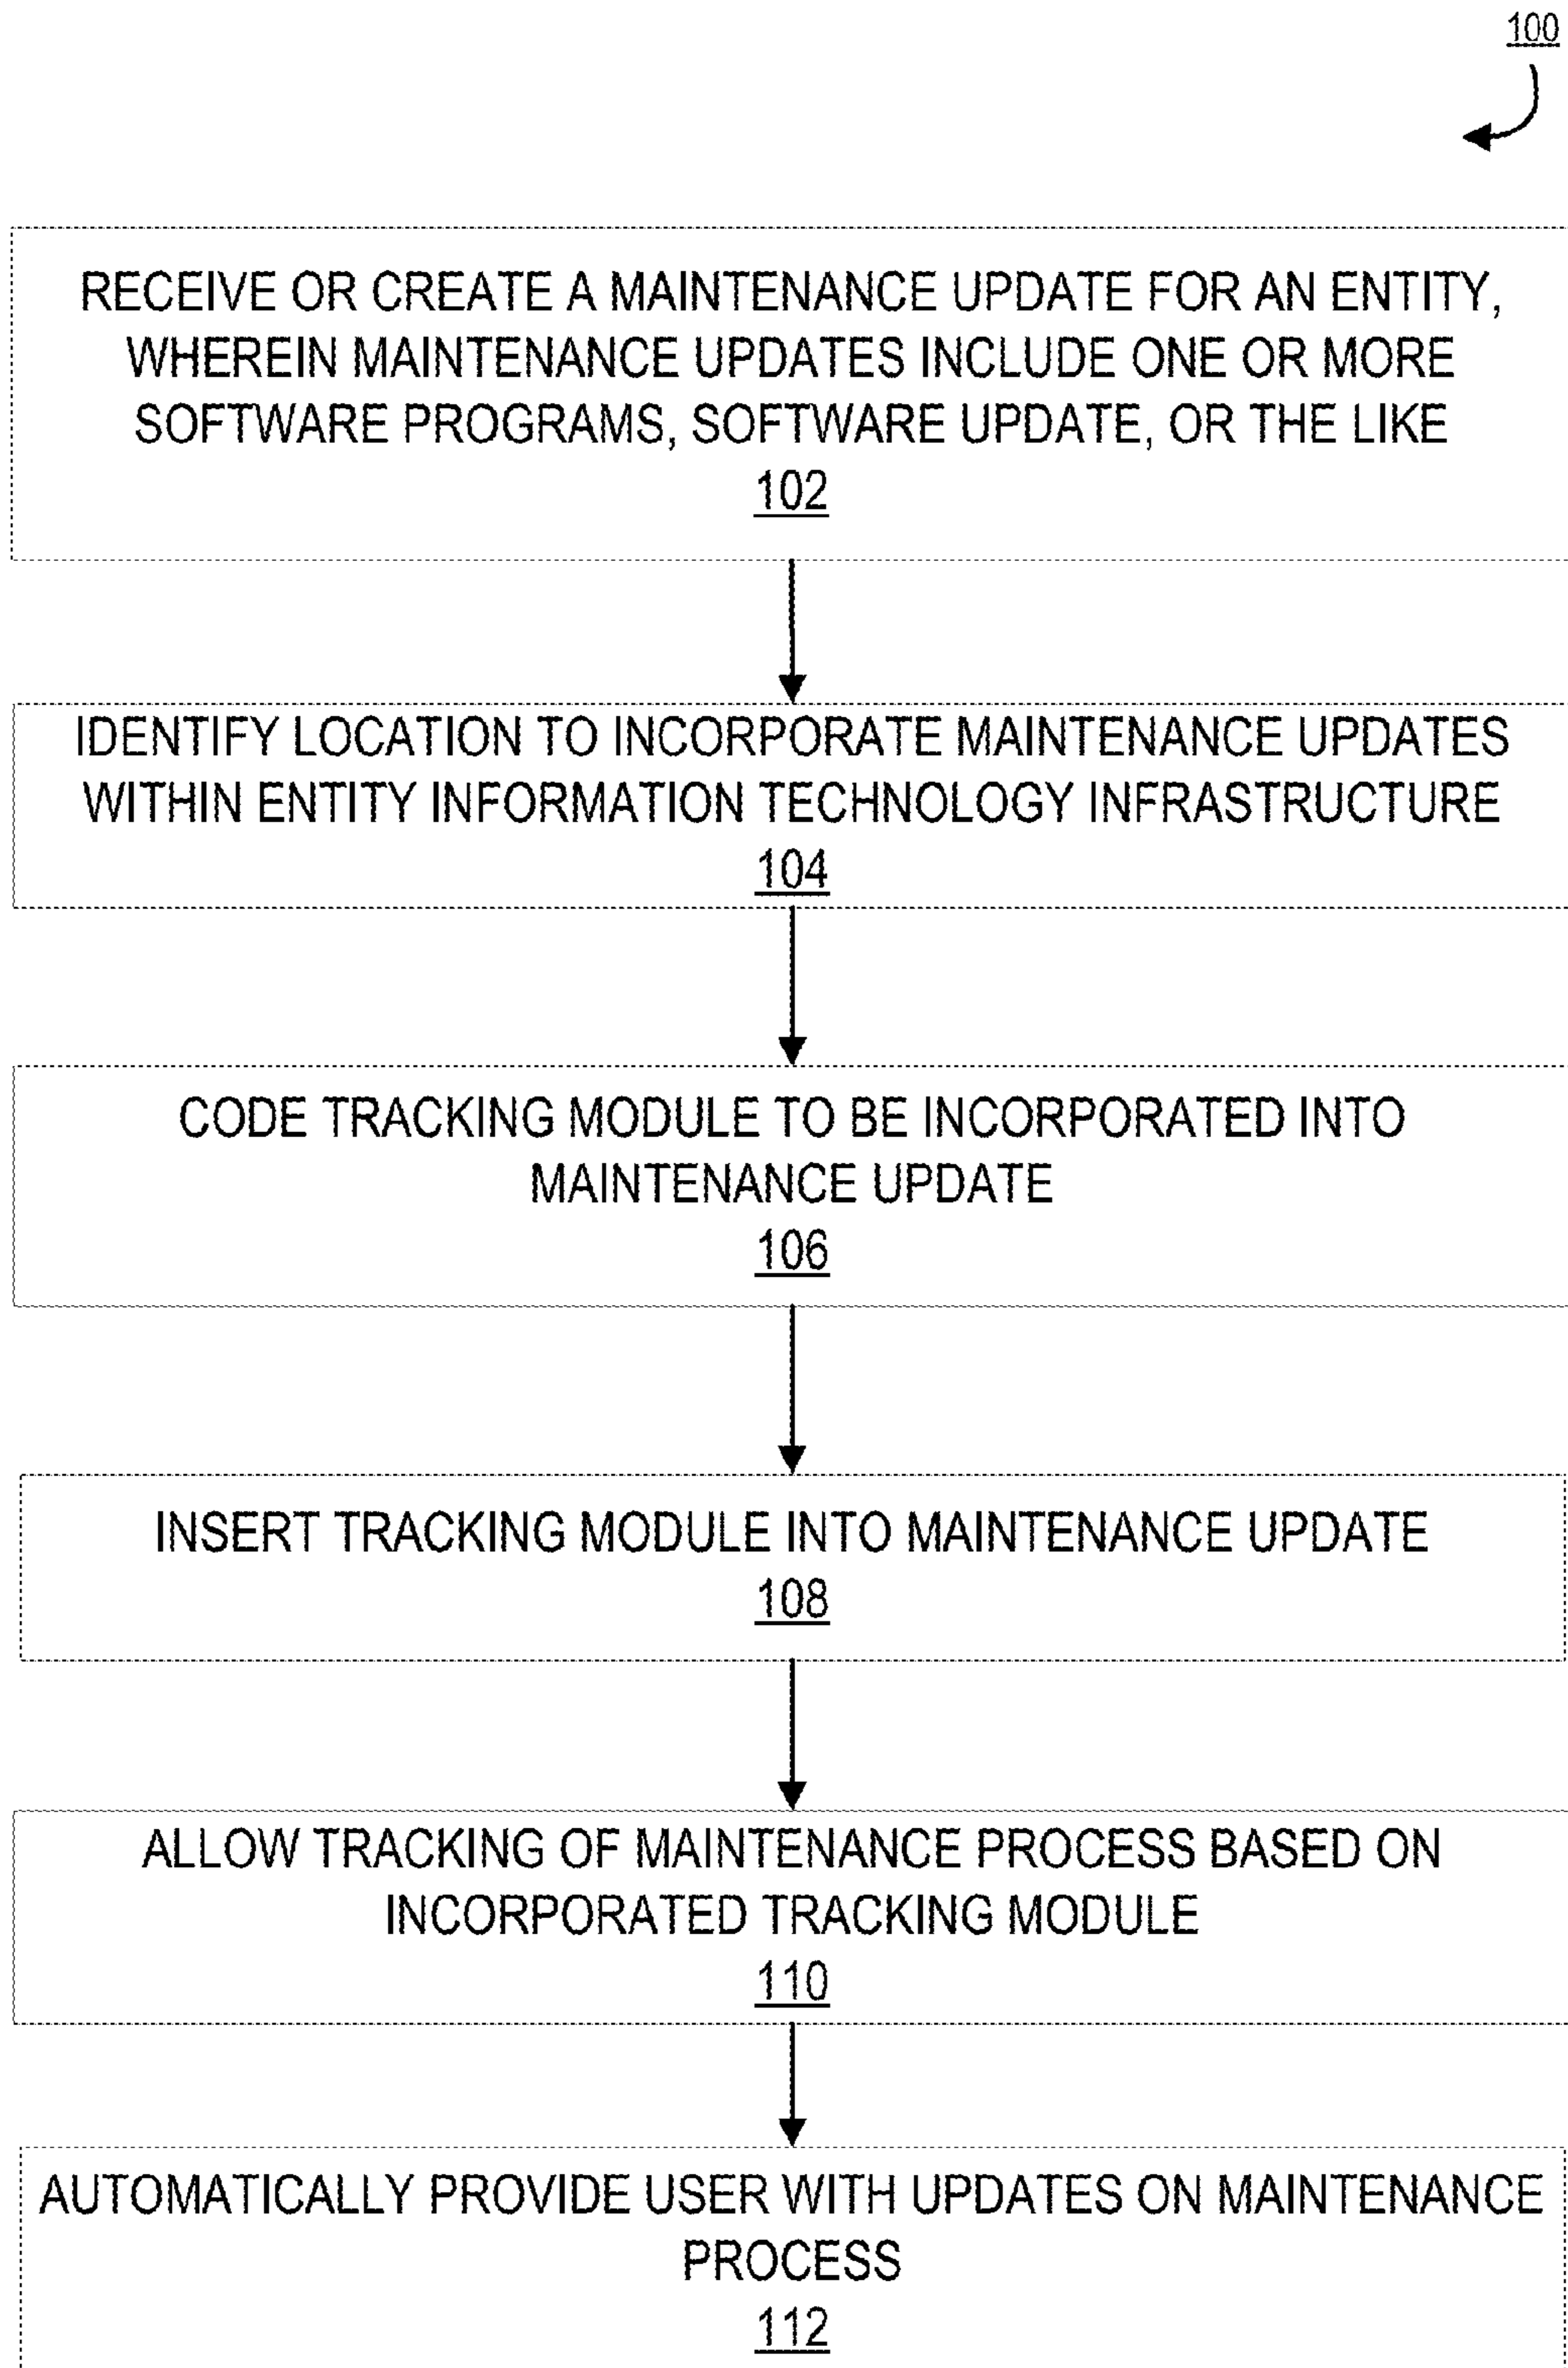 100
RECEIVE OR CREATE A MAINTENANCE UPDATE FOR AN ENTITY,
WHEREIN MAINTENANCE UPDATES INCLUDE ONE OR MORE
SOFTWARE PROGRAMS, SOFTWARE UPDATE, OR THE LIKE
102
IDENTIFY LOCATION TO INCORPORATE MAINTENANCE UPDATES
WITHIN ENTITY INFORMATION TECHNOLOGY INFRASTRUCTURE
104
CODE TRACKING MODULE TO BE INCORPORATED INTO
MAINTENANCE UPDATE
106
INSERT TRACKING MODULE INTO MAINTENANCE UPDATE
108
ALLOW TRACKING OF MAINTENANCE PROCESS BASED ON
INCORPORATED TRACKING MODULE
110
AUTOMATICALLY PROVIDE USER WITH UPDATES ON MAINTENANCE
PROCESS
112